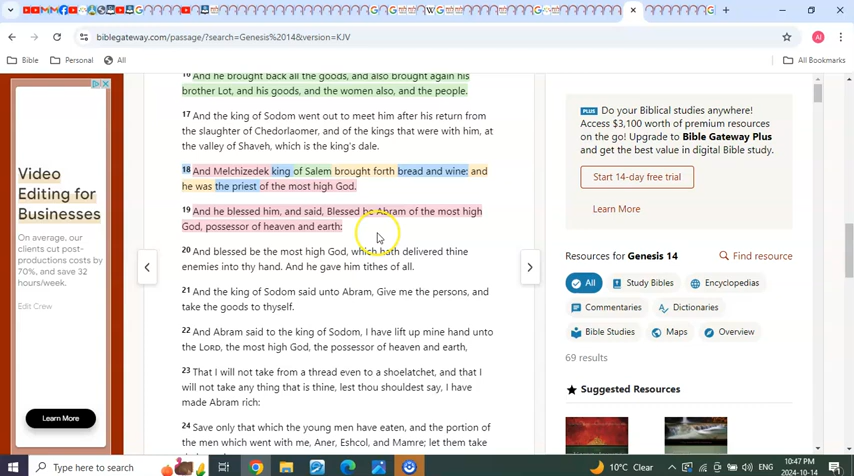 biblegateway.com/passage/?search=Genesis%2014&version=KJV
AI
Bible
Personal
All
All Bookmarks
Video
Editing for
Businesses
On average, our
clients cut post-
productions costs by
70%, and save 32
hours/week.
Edit Crew
Learn More
16 And he brought back all the goods, and also brought again his
brother Lot, and his goods, and the women also, and the people.
17 And the king of Sodom went out to meet him after his return from
the slaughter of Chedorlaomer, and of the kings that were with him, at
the valley of Shaveh, which is the king's dale.
18 And Melchizedek king of Salem brought forth bread and wine: and
he was the priest of the most high God.
19 And he blessed him, and said, Blessed be Abram of the most high
God, possessor of heaven and earth:
20 And blessed be the most high God, which hath delivered thine
enemies into thy hand. And he gave him tithes of all.
21 And the king of Sodom said unto Abram, Give me the persons, and
take the goods to thyself.
22 And Abram said to the king of Sodom, I have lift up mine hand unto
the LORD, the most high God, the possessor of heaven and earth,
23 That I will not take from a thread even to a shoelatchet, and that I
will not take any thing that is thine, lest thou shouldest say, I have
made Abram rich:
24 Save only that which the young men have eaten, and the portion of
the men which went with me, Aner, Eshcol, and Mamre; let them take
PLUS Do your Biblical studies anywhere!
Access $3,100 worth of premium resources
on the go! Upgrade to Bible Gateway Plus
and get the best value in digital Bible study.
Start 14-day free trial
Learn More
Resources for Genesis 14
Find resource
All
Study Bibles
Encyclopedias
Commentaries
Dictionaries
Bible Studies
Maps
Overview
69 results
Suggested Resources
Type here to search
10°C Clear
ENG
10:47 PM
2024-10-14